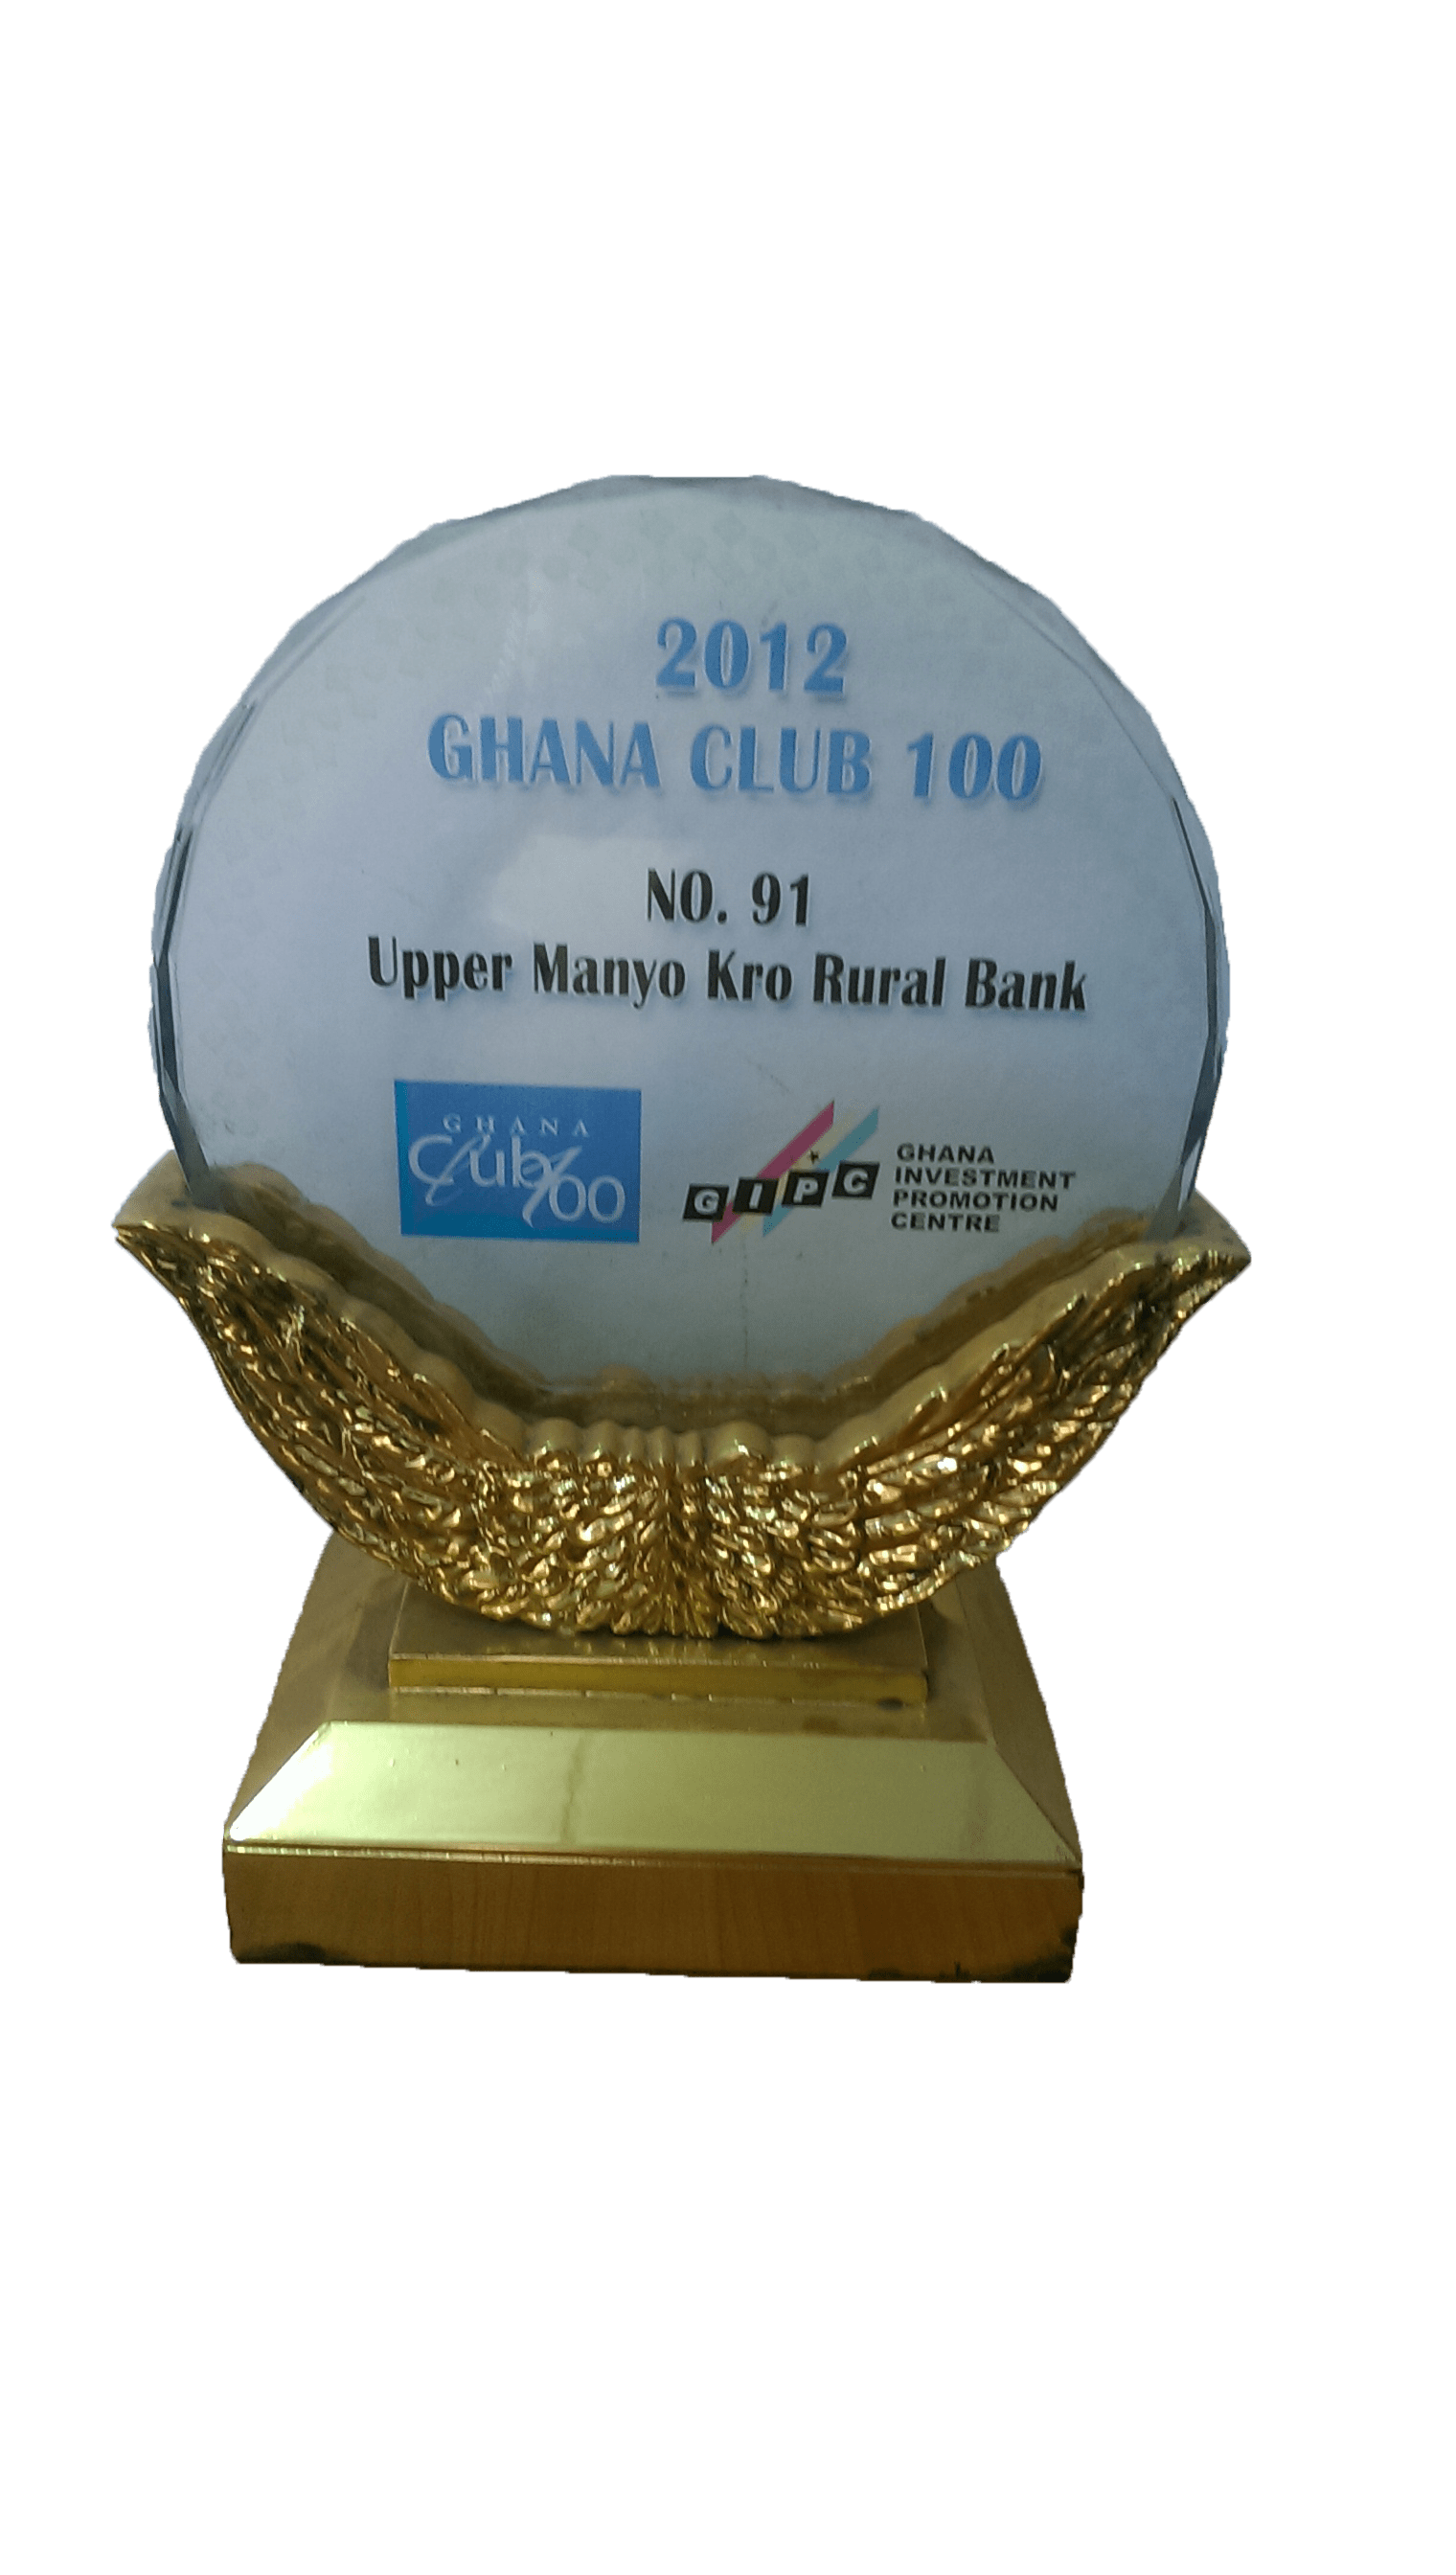 2012
GHANA CLUB 100
NO. 91
Upper Manyo Kro Rural Bank
GHANA
Club 100
GIPC
GHANA
INVESTMENT
PROMOTION
CENTRE